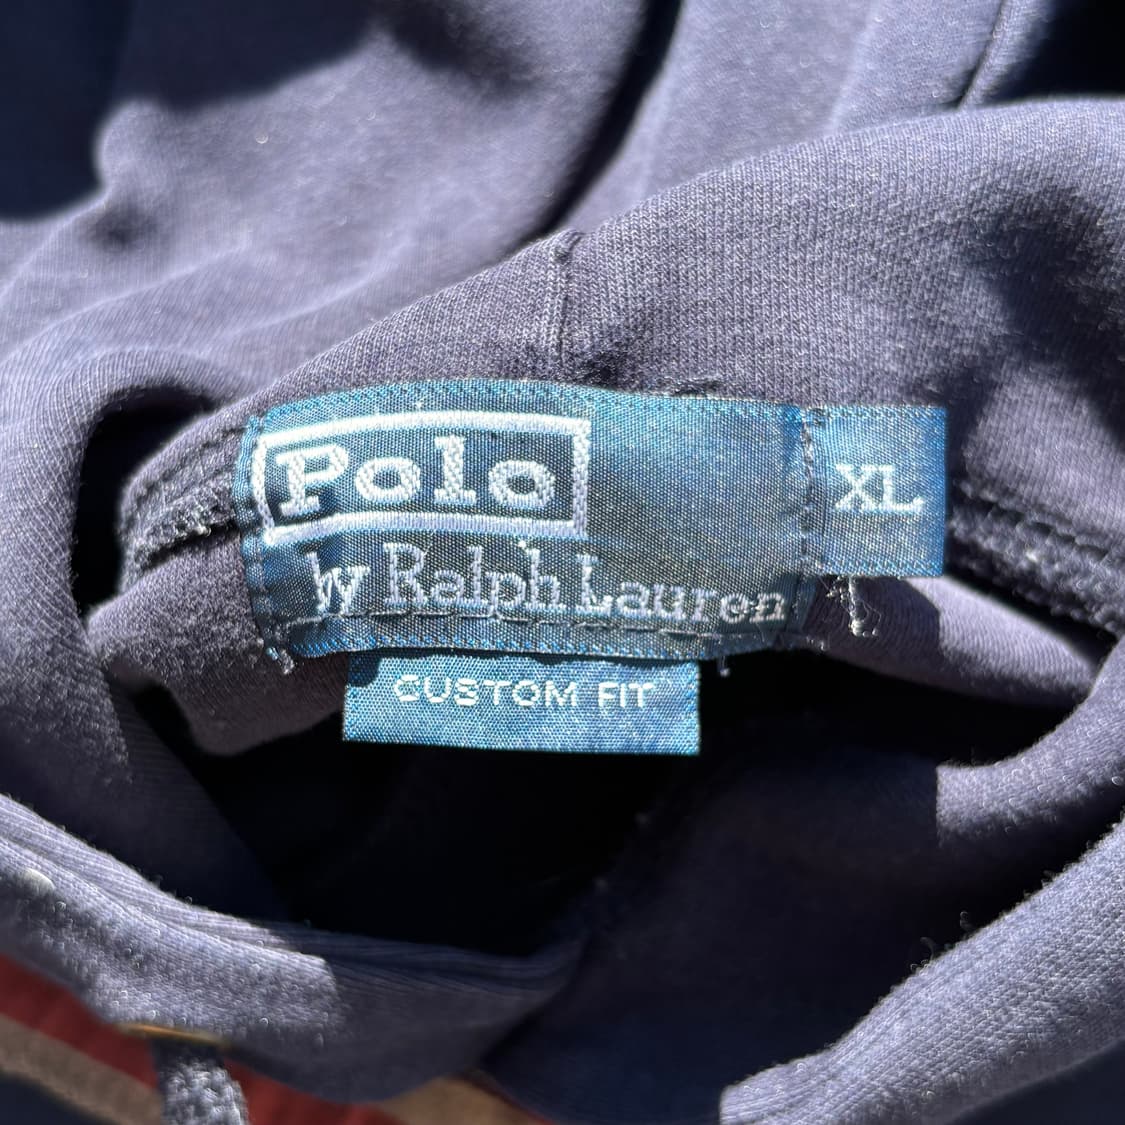 Polo
by Ralph Lauren
XL
CUSTOM FIT